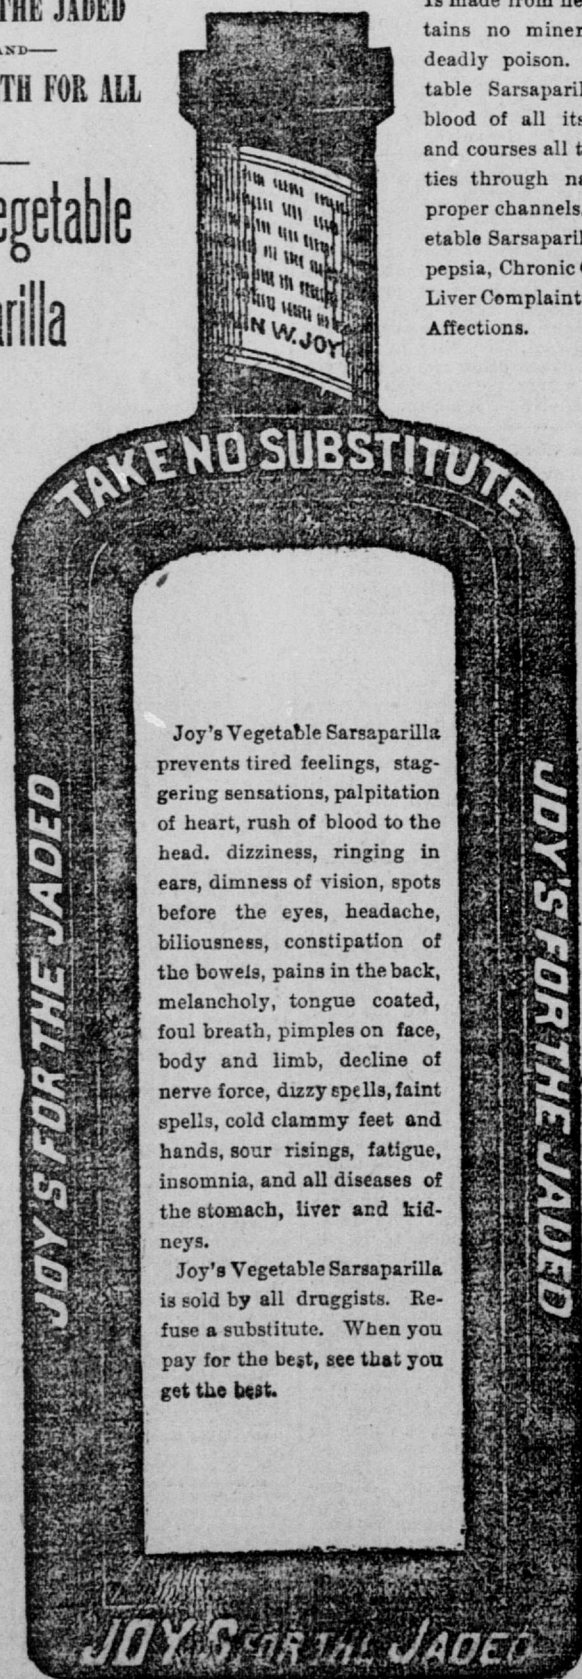 THE JADED
AND—
TH FOR ALL
egetable
arilla
tains no miner
deadly poison.
table Sarsaparil
blood of all its
and courses all t
ties through na
proper channels.
etable Sarsaparil
pepsia, Chronic
Liver Complaint
Affections.
N W. JOY
TAKE NO SUBSTITUTE
JOY'S FOR THE JADED
Joy's Vegetable Sarsaparilla
prevents tired feelings, stag-
gering sensations, palpitation
of heart, rush of blood to the
head. dizziness, ringing in
ears, dimness of vision, spots
before the eyes, headache,
biliousness, constipation of
the bowels, pains in the back,
melancholy, tongue coated,
foul breath, pimples on face,
body and limb, decline of
nerve force, dizzy spells, faint
spells, cold clammy feet and
hands, sour risings, fatigue,
insomnia, and all diseases of
the stomach, liver and kid-
neys.
Joy's Vegetable Sarsaparilla
is sold by all druggists. Re-
fuse a substitute. When you
pay for the best, see that you
get the best.
JOY'S FOR THE JADED
JOY'S FOR THE JADED